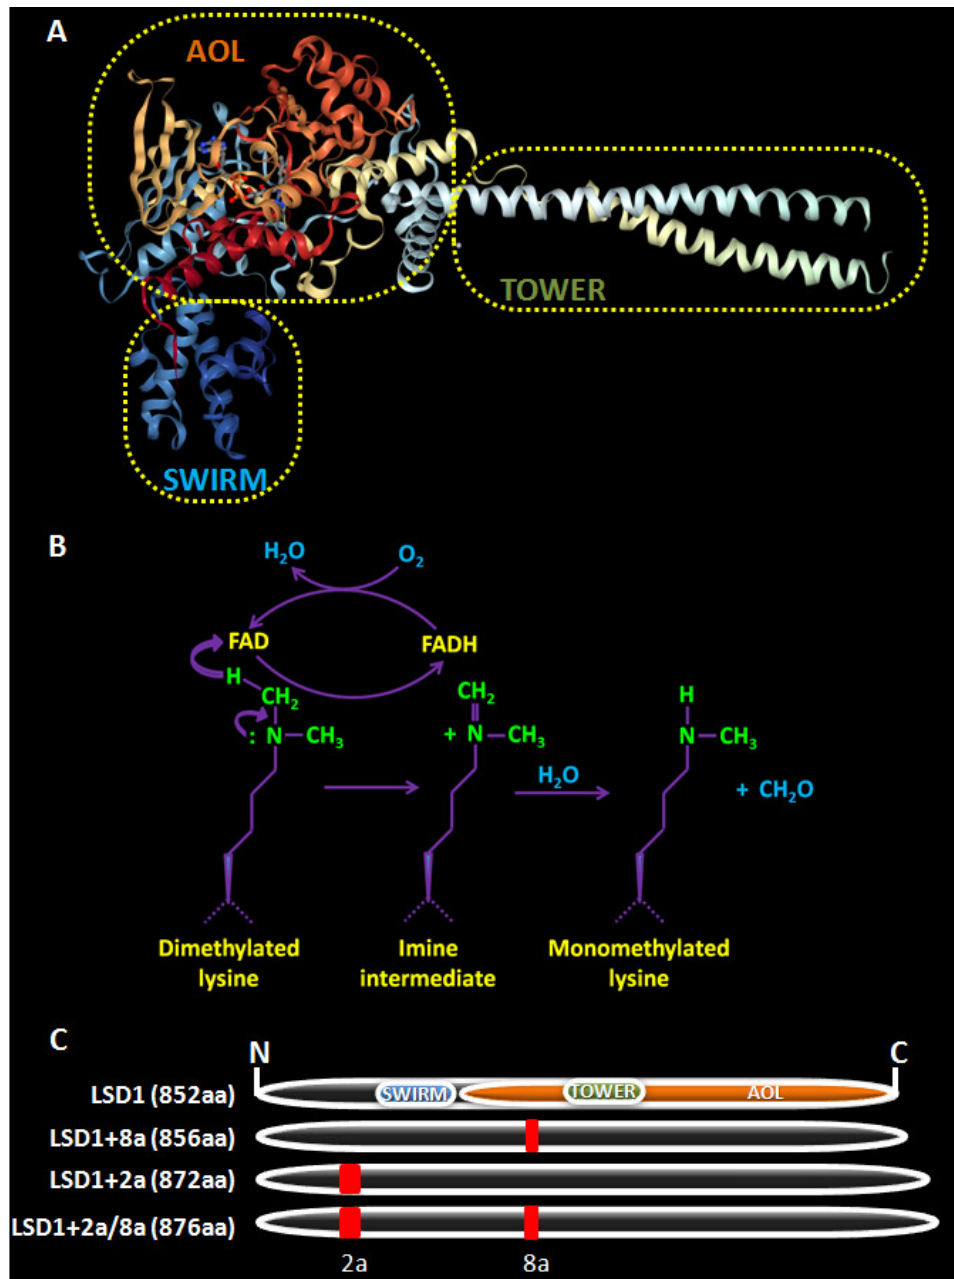 A
AOL
TOWER
SWIRM
B
H₂O
O₂
FAD
FADH
H
CH₂
: N – CH₃
CH₂
+ N – CH₃
H₂O
H
N – CH₃
+ CH₂O
Dimethylated
lysine
Imine
intermediate
Monomethylated
lysine
C
N
C
LSD1 (852aa)
SWIRM
TOWER
AOL
LSD1+8a (856aa)
LSD1+2a (872aa)
LSD1+2a/8a (876aa)
2a
8a